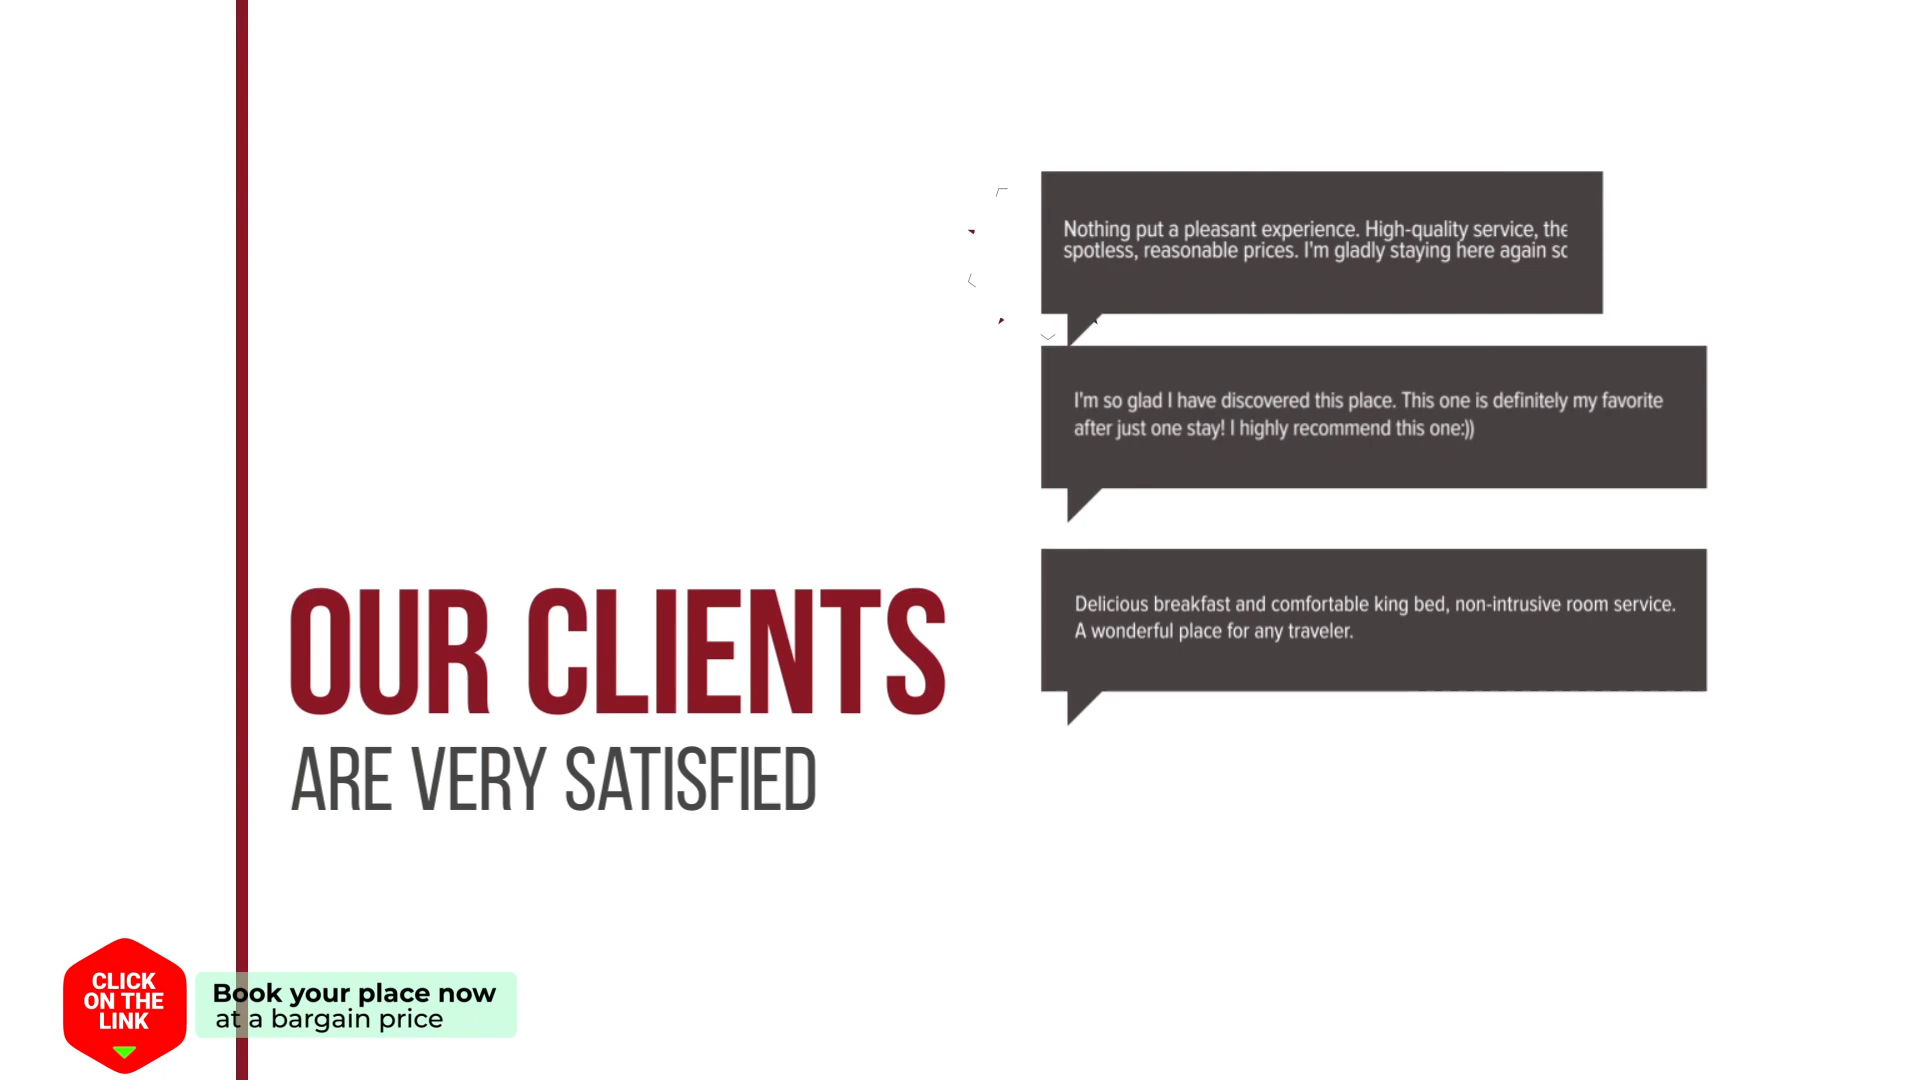 Nothing put a pleasant experience. High-quality service, the
spotless, reasonable prices. I'm gladly staying here again
I'm so glad I have discovered this place. This one is definitely my favorite
after just one stay! I highly recommend this one:))
Delicious breakfast and comfortable king bed, non-intrusive room service.
A wonderful place for any traveler.
OUR CLIENTS
ARE VERY SATISFIED
CLICK
ON THE
LINK
Book your place now
at a bargain price